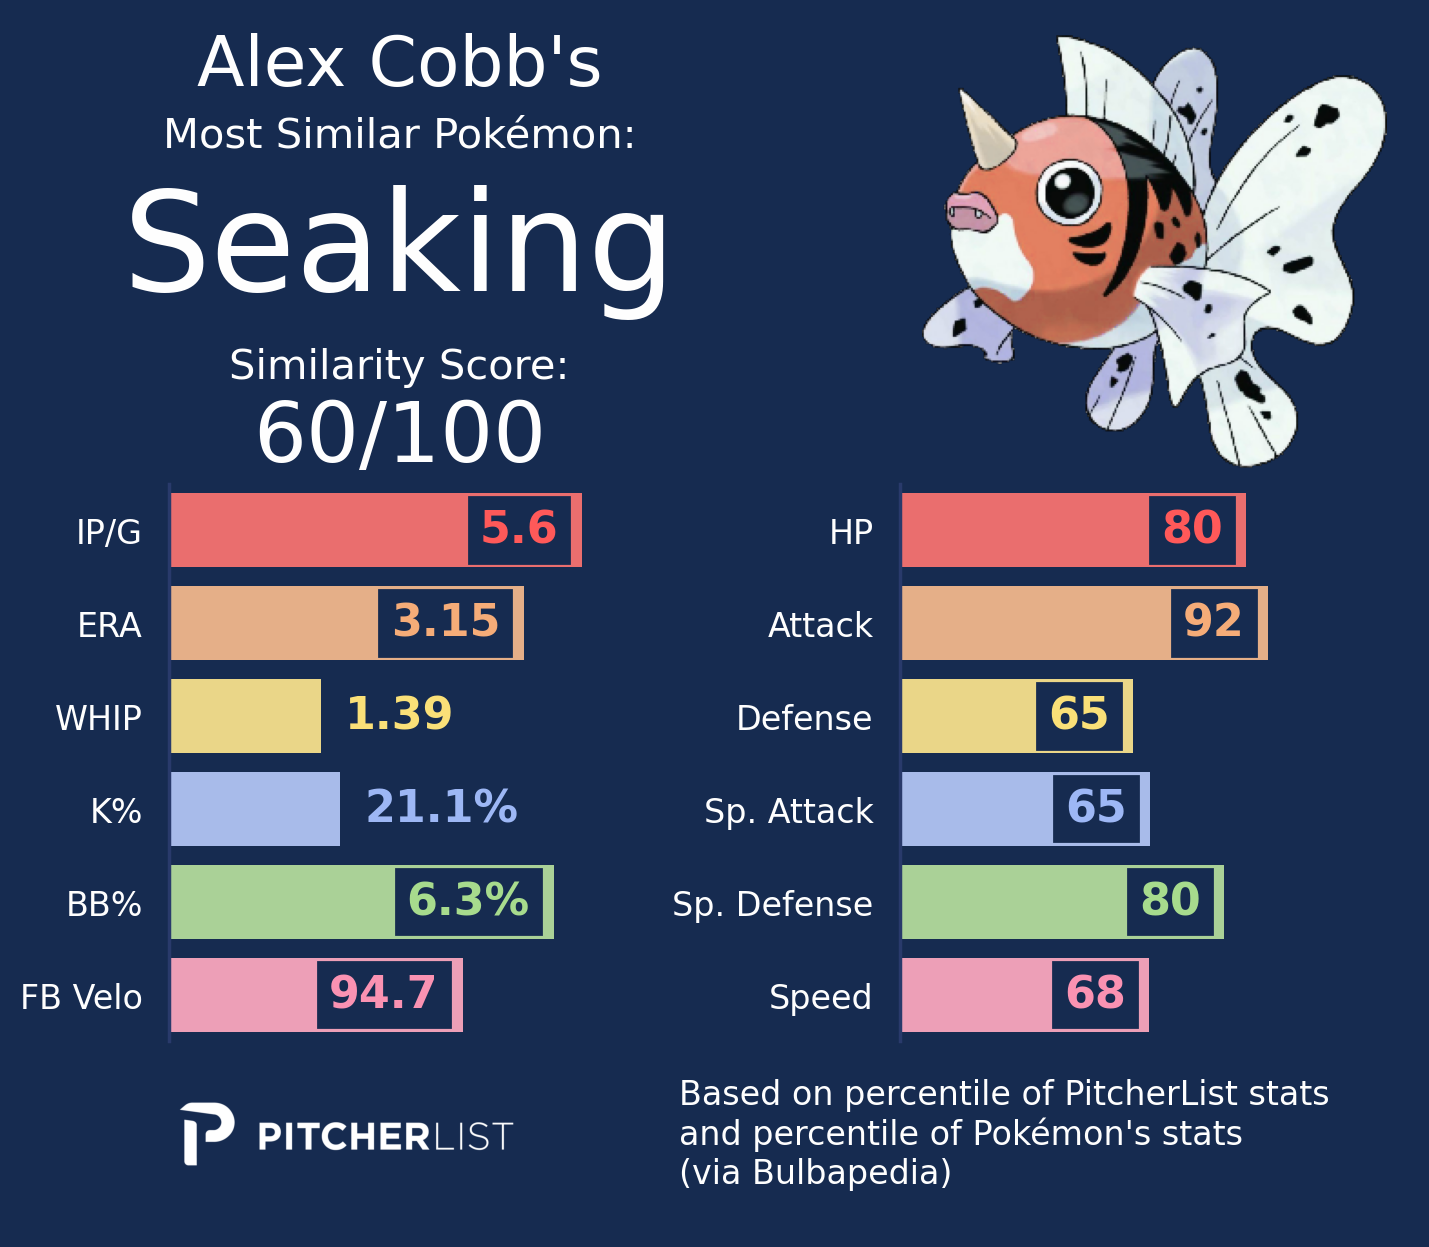 Alex Cobb's
Most Similar Pokémon:
Seaking
Similarity Score:
60/100
IP/G 5.6
ERA 3.15
WHIP 1.39
K% 21.1%
BB% 6.3%
FB Velo 94.7
HP 80
Attack 92
Defense 65
Sp. Attack 65
Sp. Defense 80
Speed 68
PITCHERLIST
Based on percentile of PitcherList stats
and percentile of Pokémon's stats
(via Bulbapedia)